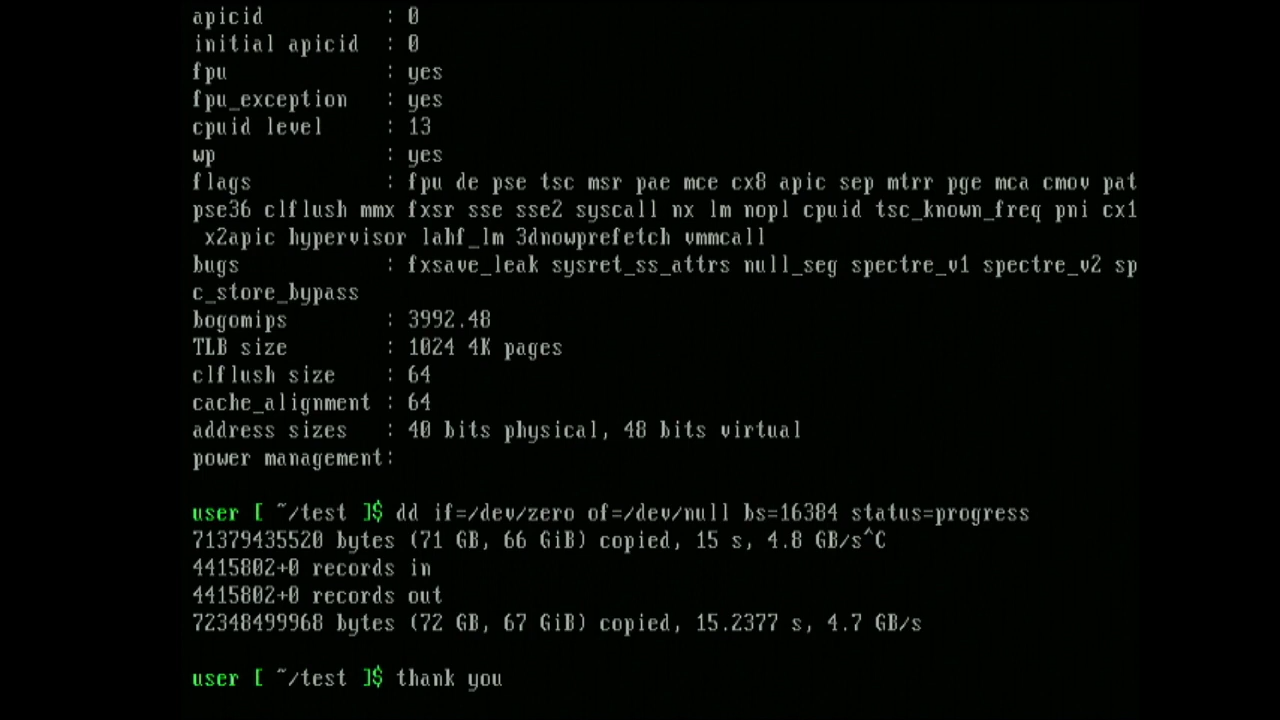 apicid : 0
initial apicid : 0
fpu : yes
fpu_exception : yes
cpuid level : 13
wp : yes
flags : fpu de pse tsc msr pae mce cx8 apic sep mtrr pge mca cmov pat
pse36 clflush mmx fxsr sse sse2 syscall nx lm nopl cpuid tsc_known_freq pni cx1
x2apic hypervisor lahf_lm 3dnowprefetch vmmcall
bugs : fxsave_leak sysret_ss_attrs null_seg spectre_v1 spectre_v2 sp
c_store_bypass
bogomips : 3992.48
TLB size : 1024 4K pages
clflush size : 64
cache_alignment : 64
address sizes : 40 bits physical, 48 bits virtual
power management:
user [ ~/test ]$ dd if=/dev/zero of=/dev/null bs=16384 status=progress
71379435520 bytes (71 GB, 66 GiB) copied, 15 s, 4.8 GB/s^C
4415802+0 records in
4415802+0 records out
72348499968 bytes (72 GB, 67 GiB) copied, 15.2377 s, 4.7 GB/s
user [ ~/test ]$ thank you